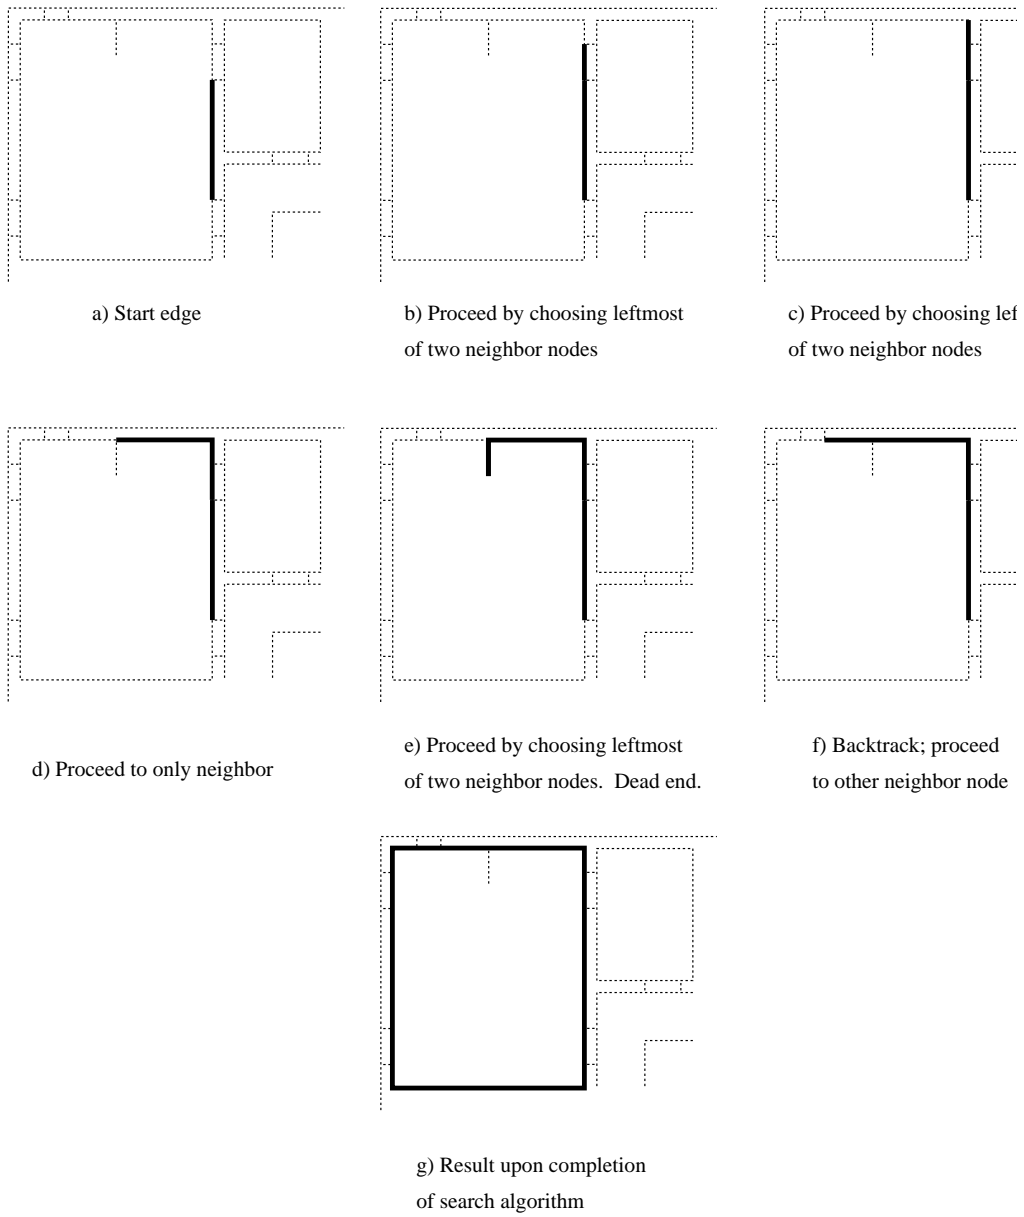 a) Start edge
b) Proceed by choosing leftmost
of two neighbor nodes
c) Proceed by choosing
of two neighbor nodes
d) Proceed to only neighbor
e) Proceed by choosing leftmost
of two neighbor nodes. Dead end.
f) Backtrack; proceed
to other neighbor node
g) Result upon completion
of search algorithm